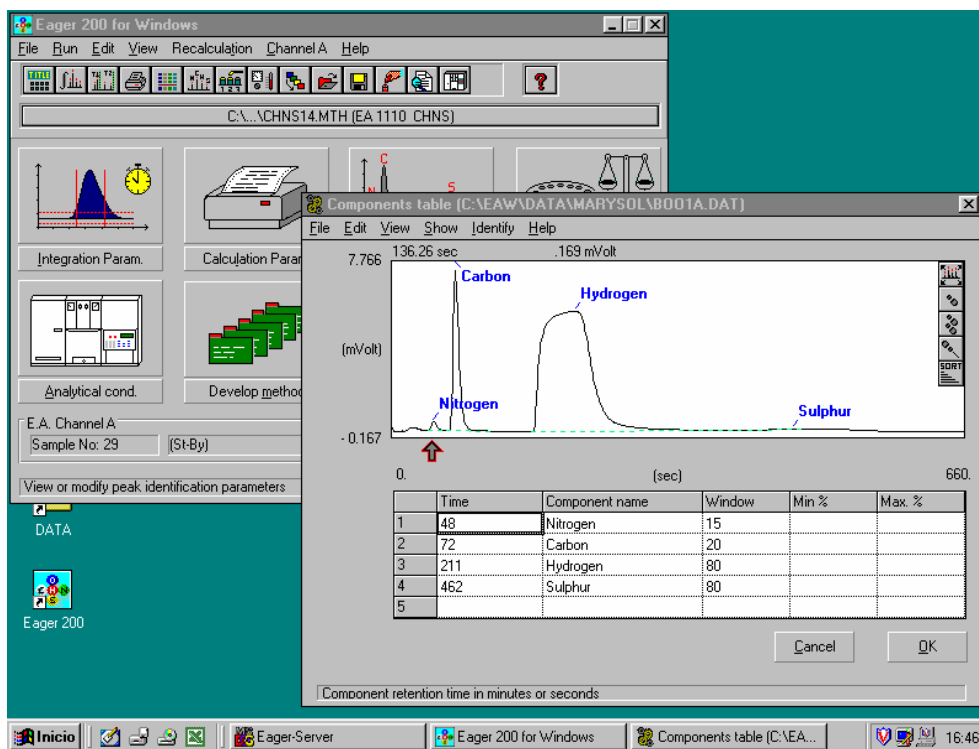 Eager 200 for Windows
File Run Edit View Recalculation Channel A Help
TITLE
C:\...\CHNS14.MTH (EA 1110 CHNS)
C
N
S
Integration Param.
Calculation Para
Analytical cond.
Develop metho
E.A. Channel A
Sample No: 29 (St-By)
View or modify peak identification parameters
Components table (C:\EAW\DATA\MARYSOL\B001A.DAT)
File Edit View Show Identify Help
136.26 sec .169 mVolt
7.766
(mVolt)
-0.167
Carbon
Hydrogen
Nitrogen
Sulphur
SORT
0. (sec) 660.
Time Component name Window Min % Max. %
1 48 Nitrogen 15
2 72 Carbon 20
3 211 Hydrogen 80
4 462 Sulphur 80
5
Cancel OK
Component retention time in minutes or seconds
DATA
Eager 200
Inicio Eager-Server Eager 200 for Windows Components table (C:\EA... 16:46